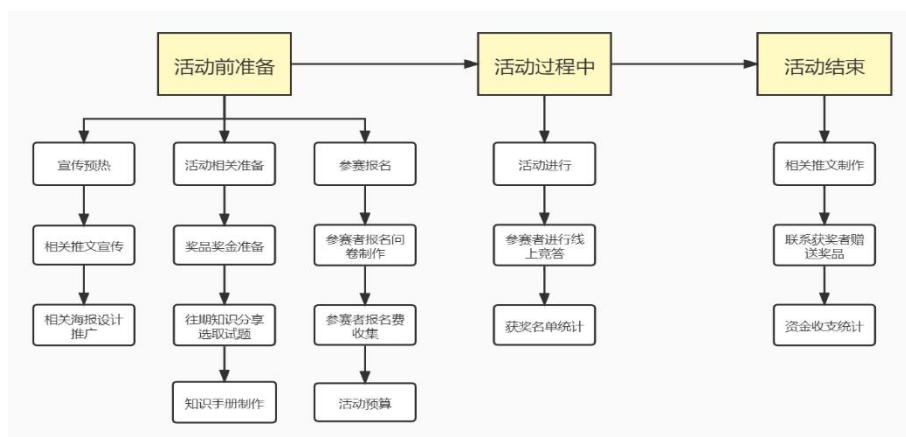 活动前准备
活动过程中
活动结束
宣传预热
活动相关准备
参赛报名
活动进行
相关推文制作
相关推文宣传
奖品奖金准备
参赛者报名问
卷制作
参赛者进行线
上竞答
联系获奖者赠
送奖品
相关海报设计
推广
往期知识分享
选取试题
参赛者报名费
收集
获奖名单统计
资金收支统计
知识手册制作
活动预算